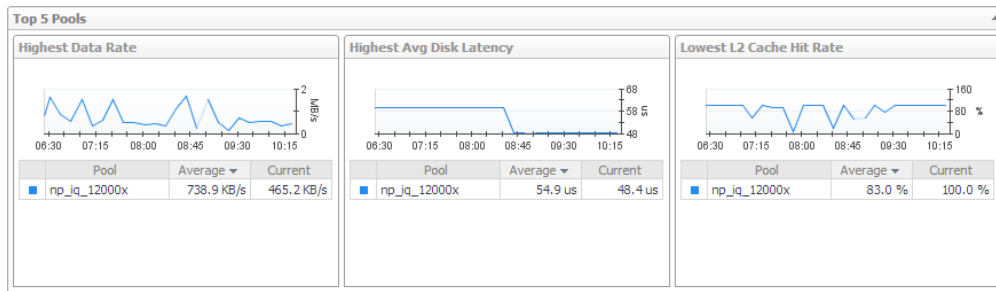 Top 5 Pools
Highest Data Rate
2
1
0
MB/s
06:30 07:15 08:00 08:45 09:30 10:15
Pool Average Current
np_iq_12000x 738.9 KB/s 465.2 KB/s
Highest Avg Disk Latency
68
58
48
us
06:30 07:15 08:00 08:45 09:30 10:15
Pool Average Current
np_iq_12000x 54.9 us 48.4 us
Lowest L2 Cache Hit Rate
160
80
0
%
06:30 07:15 08:00 08:45 09:30 10:15
Pool Average Current
np_iq_12000x 83.0 % 100.0 %